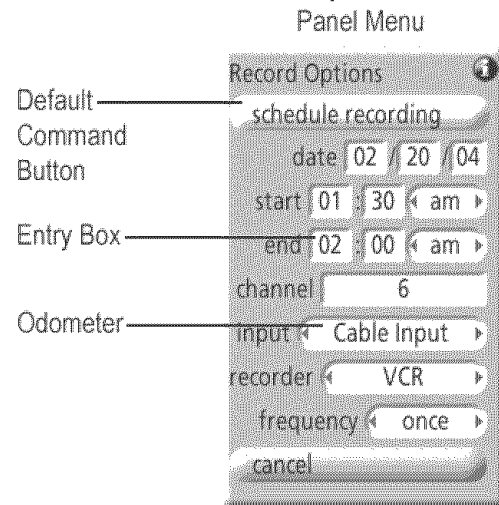 Panel Menu
Record Options i
Default Command Button
schedule recording
date 02 / 20 / 04
start 01 : 30 am
Entry Box
end 02 : 00 am
channel 6
Odometer
input Cable Input
recorder VCR
frequency once
cancel